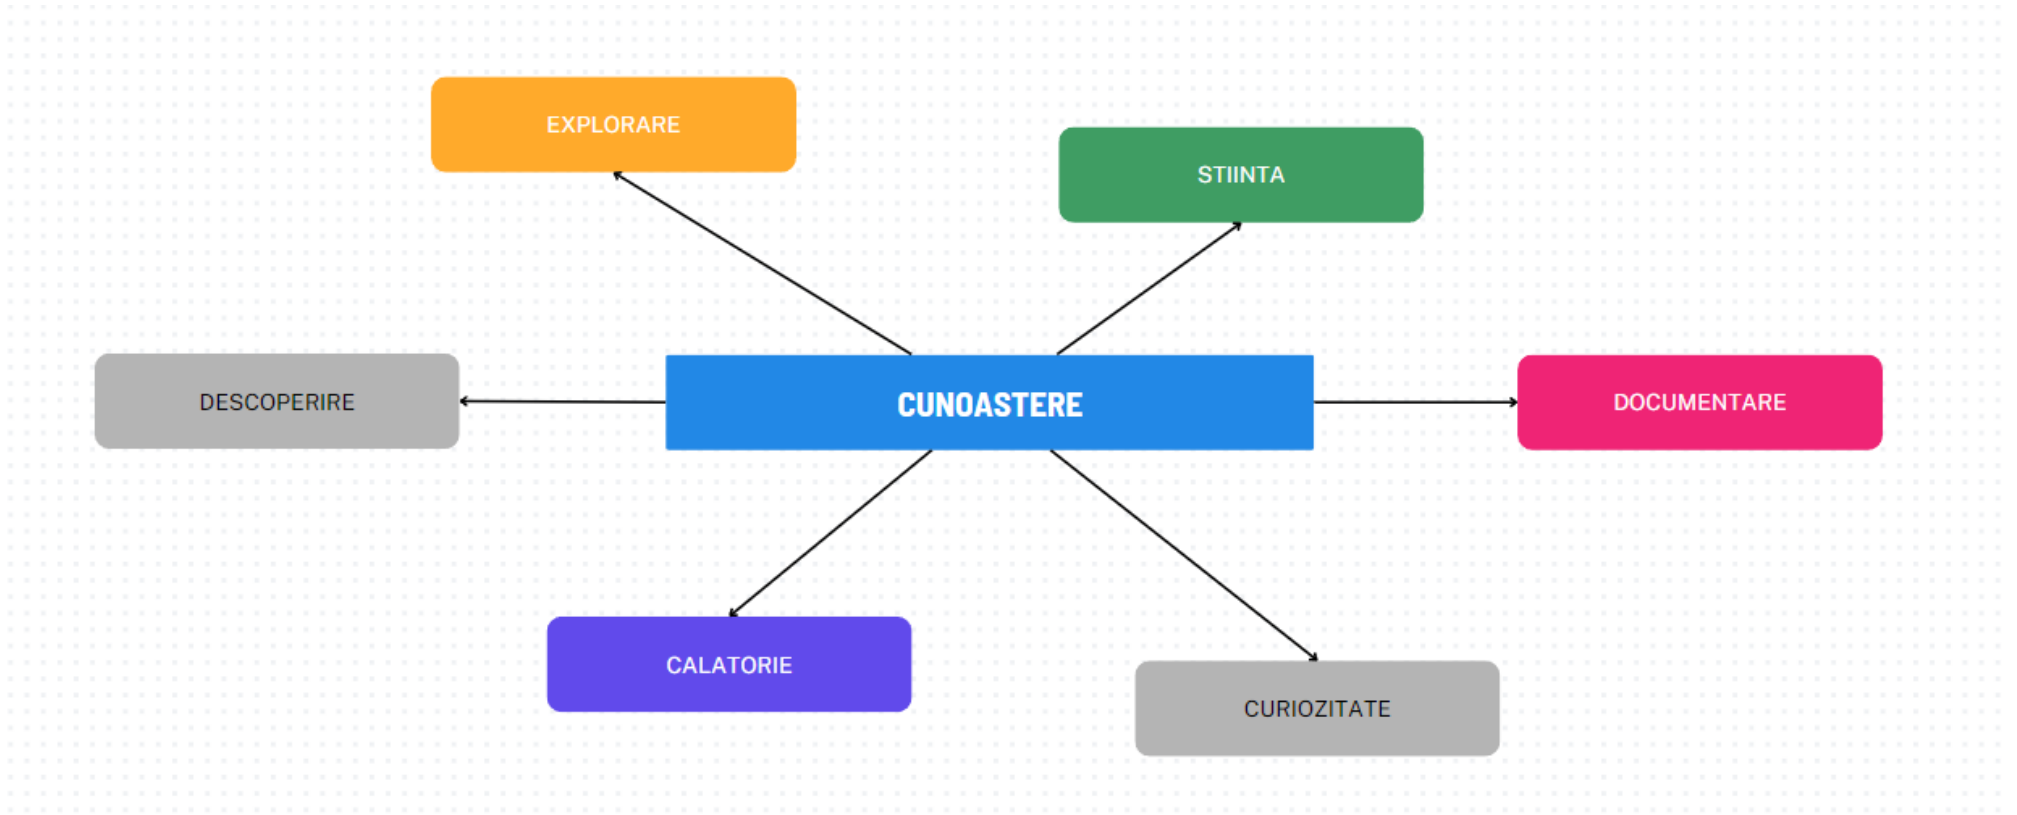 EXPLORARE
STIINTA
DESCOPERIRE
CUNOASTERE
DOCUMENTARE
CALATORIE
CURIOZITATE